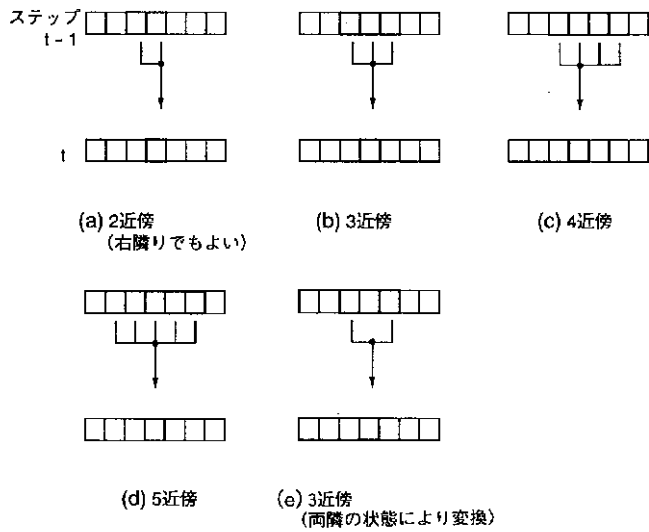 ステップ
t－1
t
(a) 2近傍
(右隣りでもよい)
(b) 3近傍
(c) 4近傍
(d) 5近傍
(e) 3近傍
(両隣の状態により変換)